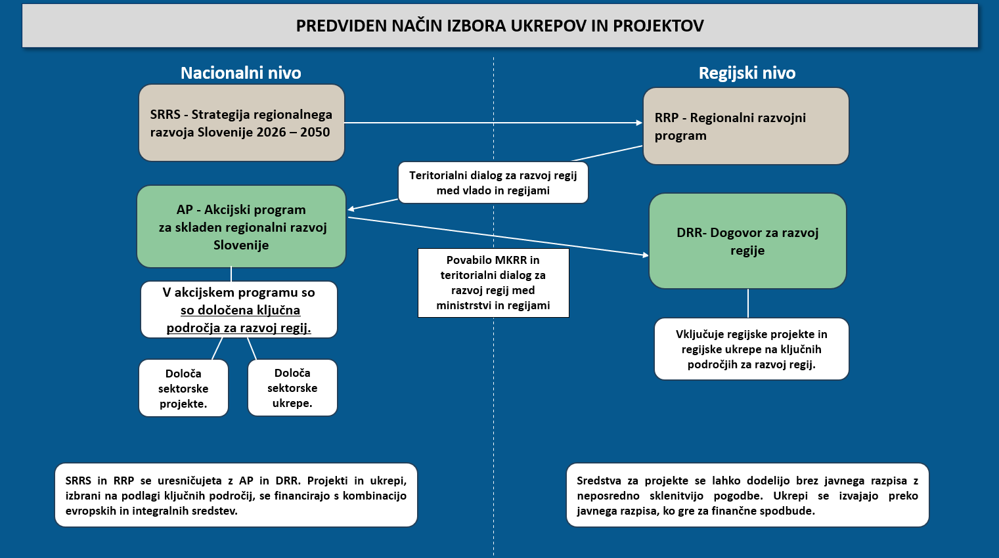 PREDVIDEN NAČIN IZBORA UKREPOV IN PROJEKTOV
Nacionalni nivo
Regijski nivo
SRRS - Strategija regionalnega
razvoja Slovenije 2026 – 2050
RRP - Regionalni razvojni
program
Teritorialni dialog za razvoj regij
med vlado in regijami
AP - Akcijski program
za skladen regionalni razvoj
Slovenije
DRR- Dogovor za razvoj
regije
Povabilo MKRR in
teritorialni dialog za
razvoj regij med
ministrstvi in regijami
V akcijskem programu so
so določena ključna
področja za razvoj regij.
Vključuje regijske projekte in
regijske ukrepe na ključnih
področjih za razvoj regij.
Določa
sektorske
projekte.
Določa
sektorske
ukrepe.
SRRS in RRP se uresničujeta z AP in DRR. Projekti in ukrepi,
izbrani na podlagi ključnih področij, se financirajo s kombinacijo
evropskih in integralnih sredstev.
Sredstva za projekte se lahko dodelijo brez javnega razpisa z
neposredno sklenitvijo pogodbe. Ukrepi se izvajajo preko
javnega razpisa, ko gre za finančne spodbude.